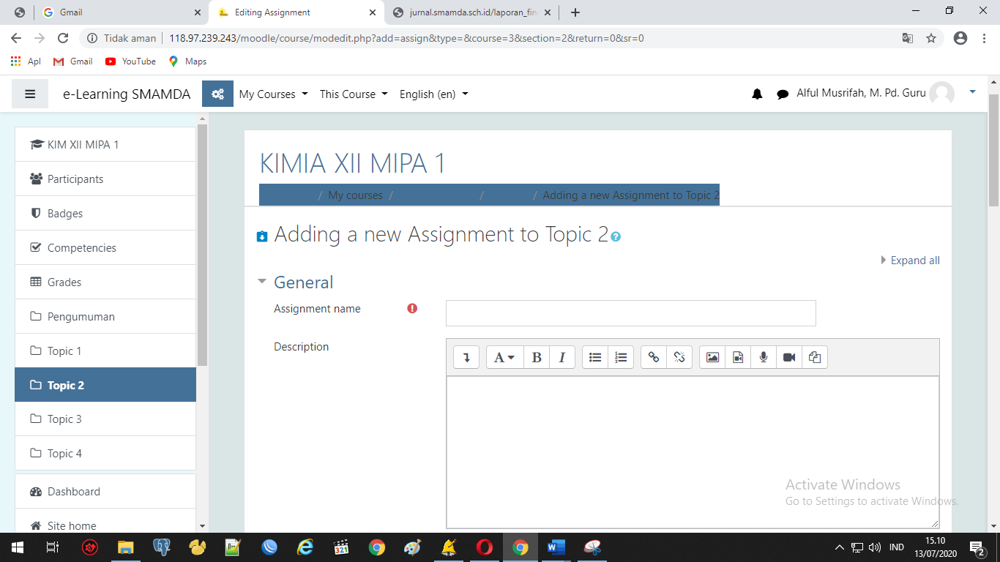 Gmail
Editing Assignment
jurnal.smamda.sch.id/laporan_fin
Tidak aman
118.97.239.243/moodle/course/modedit.php?add=assign&type=&course=3&section=2&return=0&sr=0
Apl
Gmail
YouTube
Maps
e-Learning SMAMDA
My Courses
This Course
English (en)
Alful Musrifah, M. Pd. Guru
KIM XII MIPA 1
Participants
Badges
Competencies
Grades
Pengumuman
Topic 1
Topic 2
Topic 3
Topic 4
Dashboard
Site home
KIMIA XII MIPA 1
/ My courses / / / Adding a new Assignment to Topic 2
Adding a new Assignment to Topic 2
Expand all
General
Assignment name
Description
A B I
Activate Windows
Go to Settings to activate Windows.
321
IND
15.10
13/07/2020
2